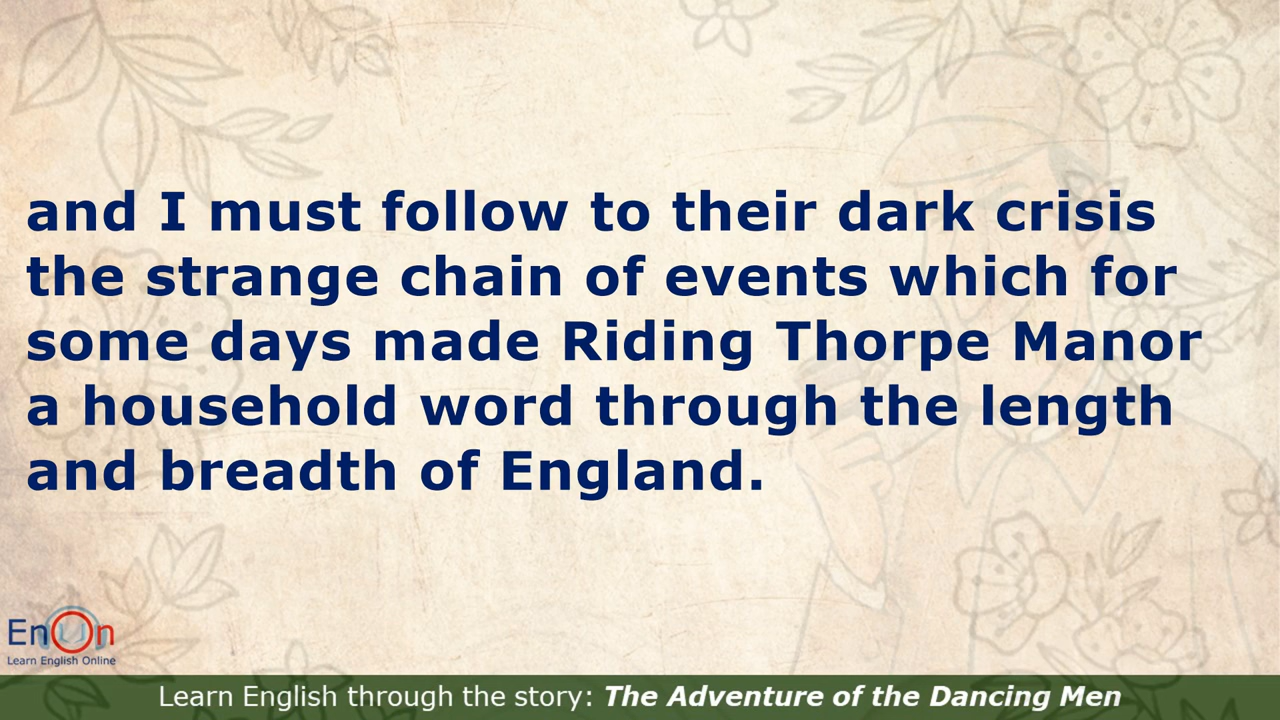 and I must follow to their dark crisis
the strange chain of events which for
some days made Riding Thorpe Manor
a household word through the length
and breadth of England.
EnOn
Learn English Online
Learn English through the story: The Adventure of the Dancing Men